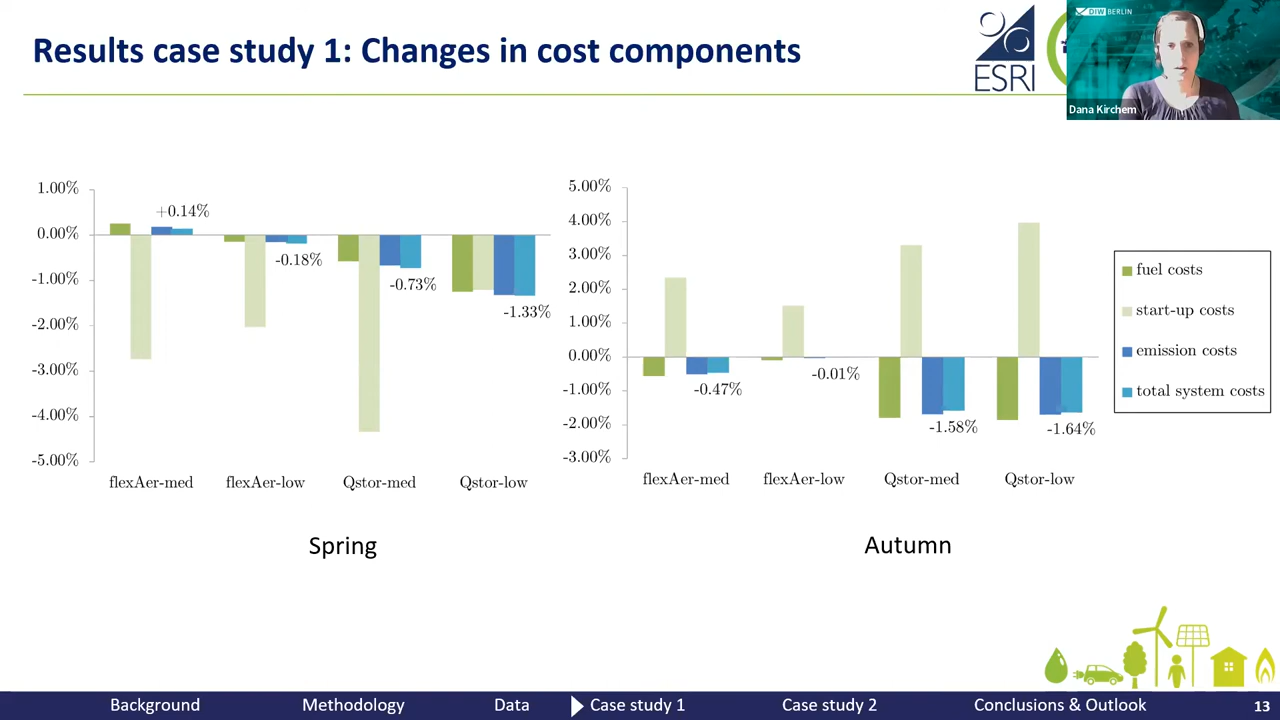 Results case study 1: Changes in cost components
ESRI
DIW BERLIN
Dana Kirchem
1.00%
0.00%
-1.00%
-2.00%
-3.00%
-4.00%
-5.00%
+0.14%
-0.18%
-0.73%
-1.33%
flexAer-med
flexAer-low
Qstor-med
Qstor-low
Spring
5.00%
4.00%
3.00%
2.00%
1.00%
0.00%
-1.00%
-2.00%
-3.00%
-0.47%
-0.01%
-1.58%
-1.64%
flexAer-med
flexAer-low
Qstor-med
Qstor-low
Autumn
fuel costs
start-up costs
emission costs
total system costs
Background
Methodology
Data
Case study 1
Case study 2
Conclusions & Outlook
13